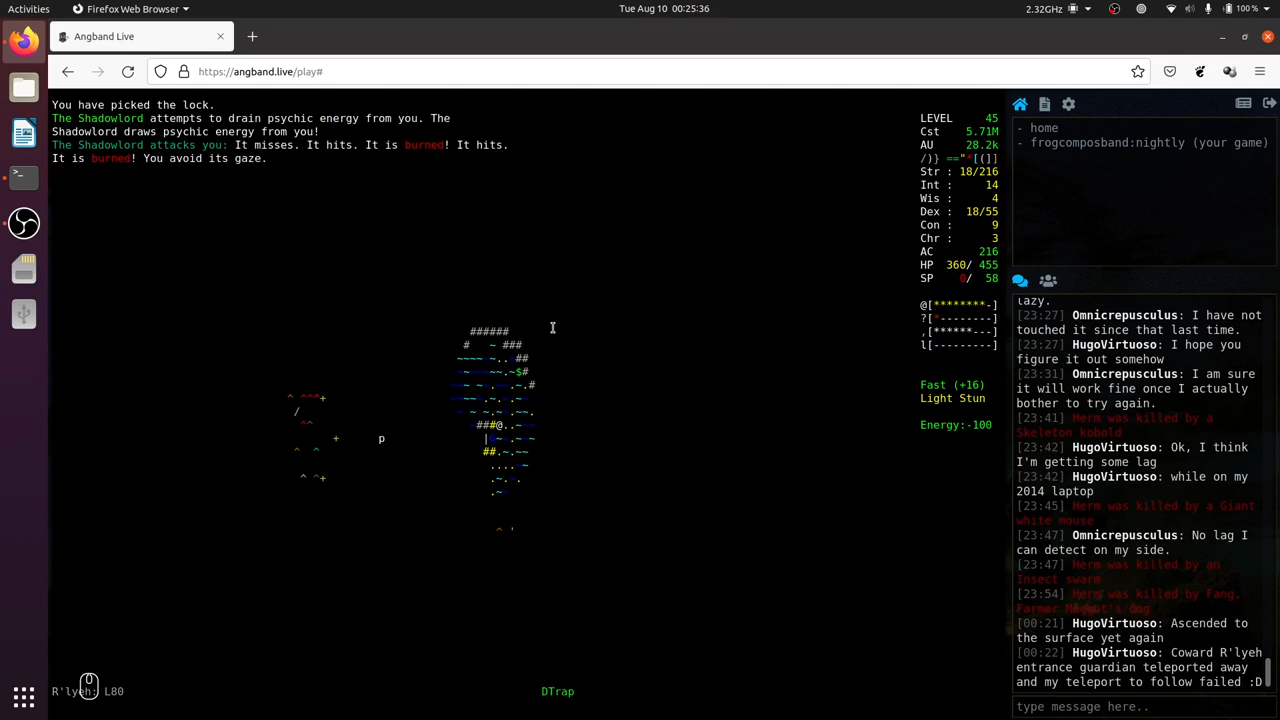 Activities
Firefox Web Browser
Tue Aug 10 00:25:36
2.32GHz
100 %
Angband Live
https://angband.live/play#
You have picked the lock.
The Shadowlord attempts to drain psychic energy from you. The
Shadowlord draws psychic energy from you!
The Shadowlord attacks you: It misses. It hits. It is burned! It hits.
It is burned! You avoid its gaze.
LEVEL 45
Cst 5.71M
AU 28.2k
/)} =="*[(]]
Str : 18/216
Int : 14
Wis : 4
Dex : 18/55
Con : 9
Chr : 3
AC 216
HP 360/ 455
SP 0/ 58
@[********-]
?[*--------]
,[******---]
l[---------]
Fast (+16)
Light Stun
Energy:-100
p
R'lyeh: L80
DTrap
- home
- frogcomposband:nightly (your game)
lazy.
[23:27] Omnicrepusculus: I have not
touched it since that last time.
[23:27] HugoVirtuoso: I hope you
figure it out somehow
[23:31] Omnicrepusculus: I am sure
it will work fine once I actually
bother to try again.
[23:41] Herm was killed by a
Skeleton kobold
[23:42] HugoVirtuoso: Ok, I think
I'm getting some lag
[23:42] HugoVirtuoso: while on my
2014 laptop
[23:45] Herm was killed by a Giant
white mouse
[23:47] Omnicrepusculus: No lag I
can detect on my side.
[23:47] Herm was killed by an
Insect swarm
[23:54] Herm was killed by Fang,
Farmer Maggot's dog
[00:21] HugoVirtuoso: Ascended to
the surface yet again
[00:22] HugoVirtuoso: Coward R'lyeh
entrance guardian teleported away
and my teleport to follow failed :D
type message here..